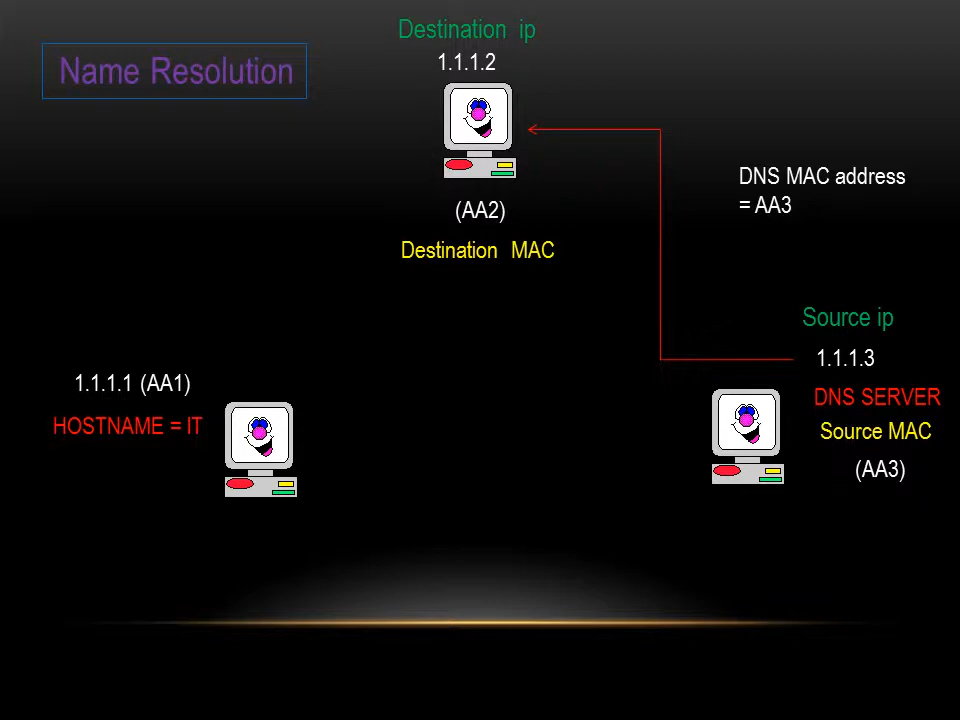 Destination ip
1.1.1.2
Name Resolution
DNS MAC address
= AA3
(AA2)
Destination MAC
Source ip
1.1.1.3
1.1.1.1 (AA1)
HOSTNAME = IT
DNS SERVER
Source MAC
(AA3)